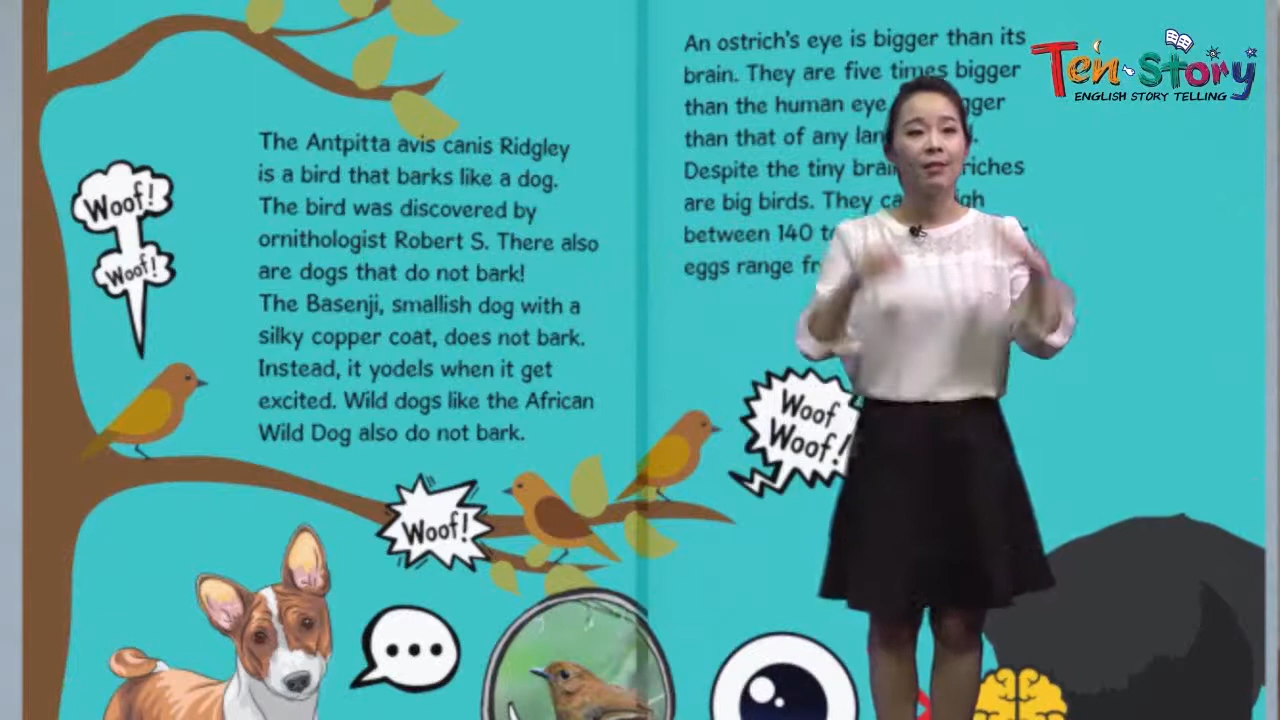 The Antpitta avis canis Ridgley
is a bird that barks like a dog.
The bird was discovered by
ornithologist Robert S. There also
are dogs that do not bark!
The Basenji, smallish dog with a
silky copper coat, does not bark.
Instead, it yodels when it get
excited. Wild dogs like the African
Wild Dog also do not bark.
Woof!
Woof!
Woof!
An ostrich's eye is bigger than its
brain. They are five times bigger
than the human eye
than that of any
Despite the tiny
are big birds. They
between 140
eggs range
Woof
Woof!
Ten Story
ENGLISH STORY TELLING